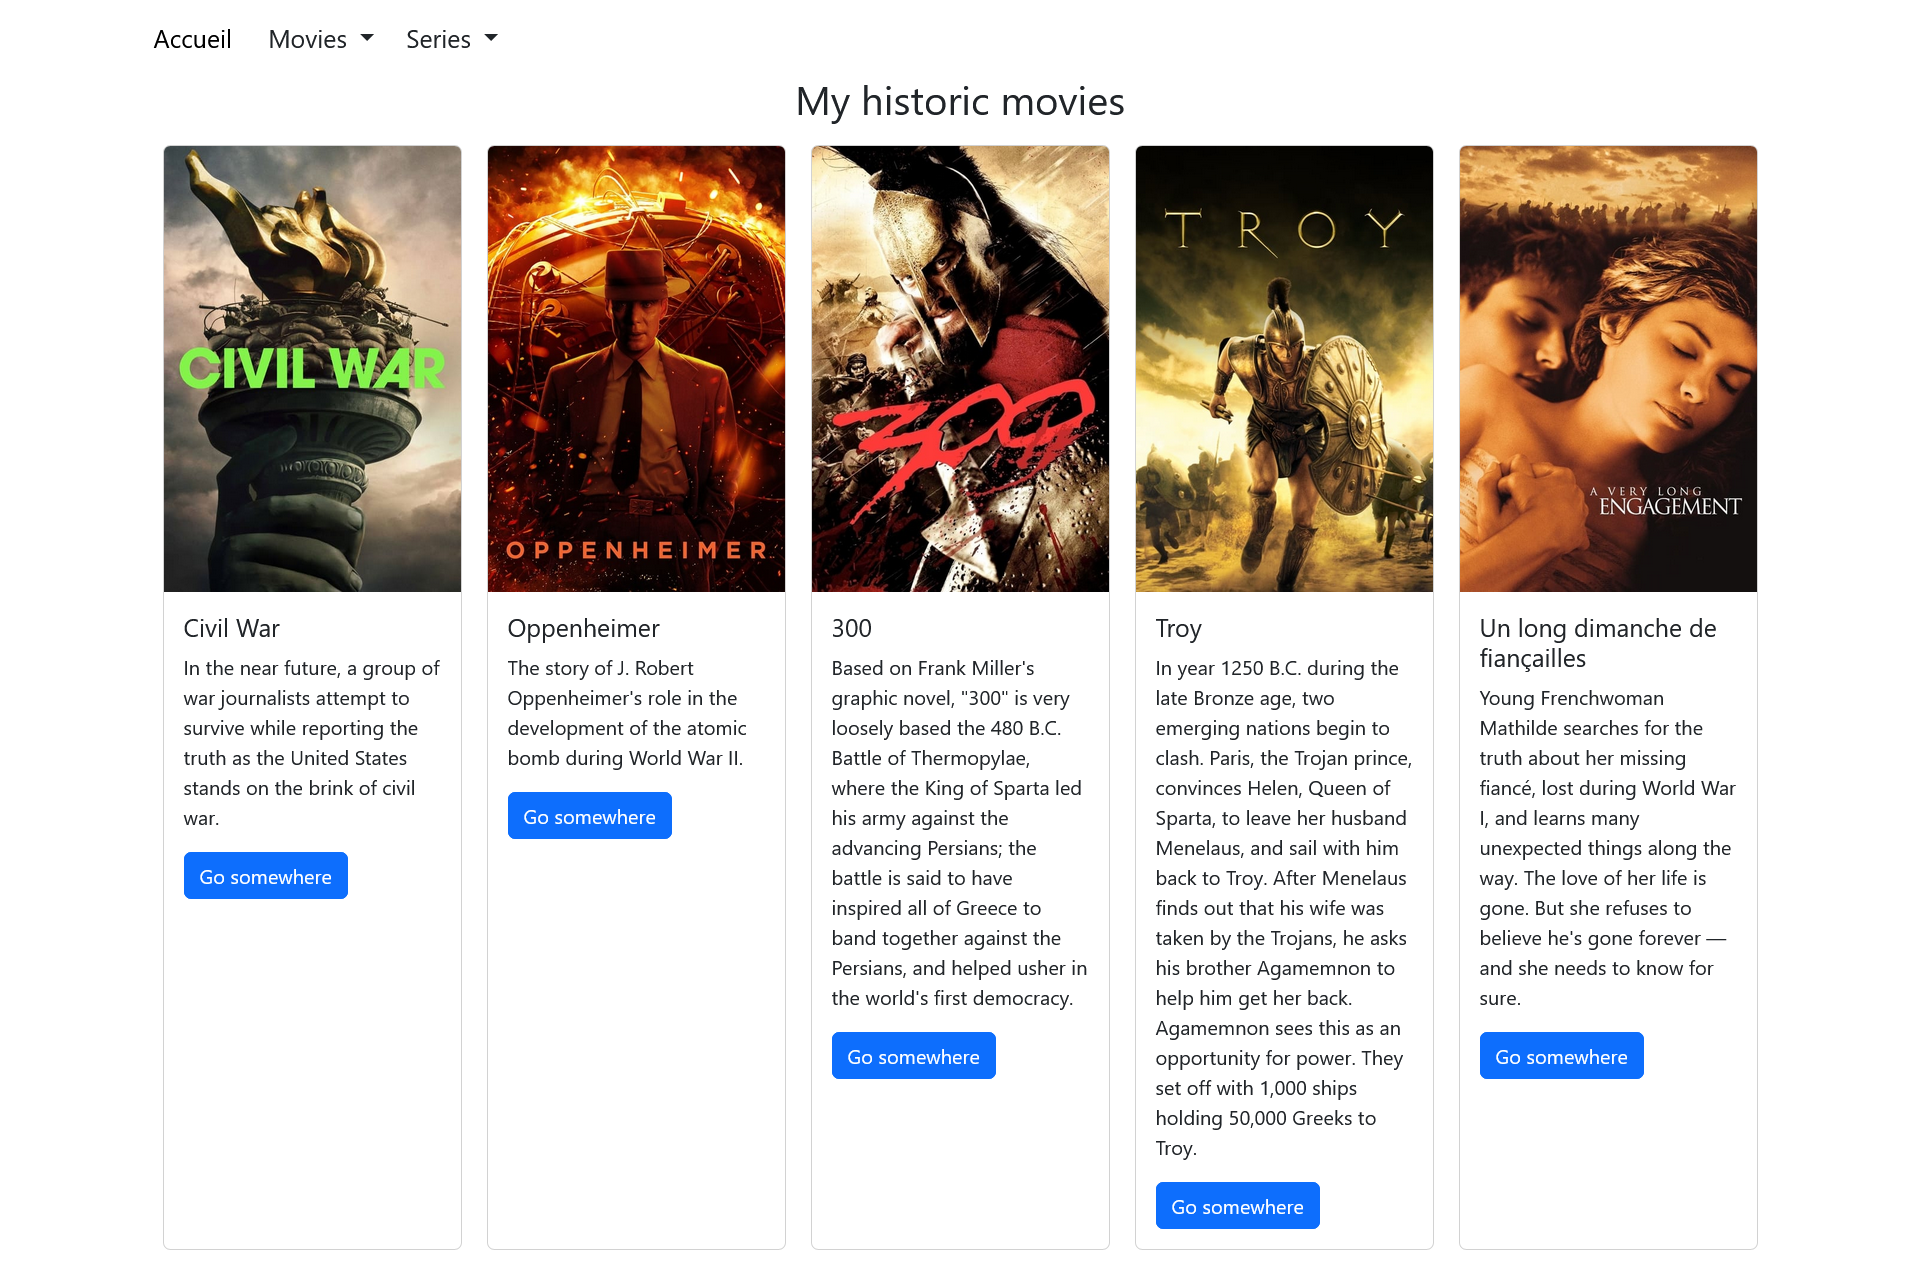 Accueil Movies Series
My historic movies
CIVIL WAR
OPPENHEIMER
300
TROY
A VERY LONG
ENGAGEMENT
Civil War
In the near future, a group of
war journalists attempt to
survive while reporting the
truth as the United States
stands on the brink of civil
war.
Go somewhere
Oppenheimer
The story of J. Robert
Oppenheimer's role in the
development of the atomic
bomb during World War II.
Go somewhere
300
Based on Frank Miller's
graphic novel, "300" is very
loosely based the 480 B.C.
Battle of Thermopylae,
where the King of Sparta led
his army against the
advancing Persians; the
battle is said to have
inspired all of Greece to
band together against the
Persians, and helped usher in
the world's first democracy.
Go somewhere
Troy
In year 1250 B.C. during the
late Bronze age, two
emerging nations begin to
clash. Paris, the Trojan prince,
convinces Helen, Queen of
Sparta, to leave her husband
Menelaus, and sail with him
back to Troy. After Menelaus
finds out that his wife was
taken by the Trojans, he asks
his brother Agamemnon to
help him get her back.
Agamemnon sees this as an
opportunity for power. They
set off with 1,000 ships
holding 50,000 Greeks to
Troy.
Go somewhere
Un long dimanche de
fiançailles
Young Frenchwoman
Mathilde searches for the
truth about her missing
fiancé, lost during World War
I, and learns many
unexpected things along the
way. The love of her life is
gone. But she refuses to
believe he's gone forever —
and she needs to know for
sure.
Go somewhere